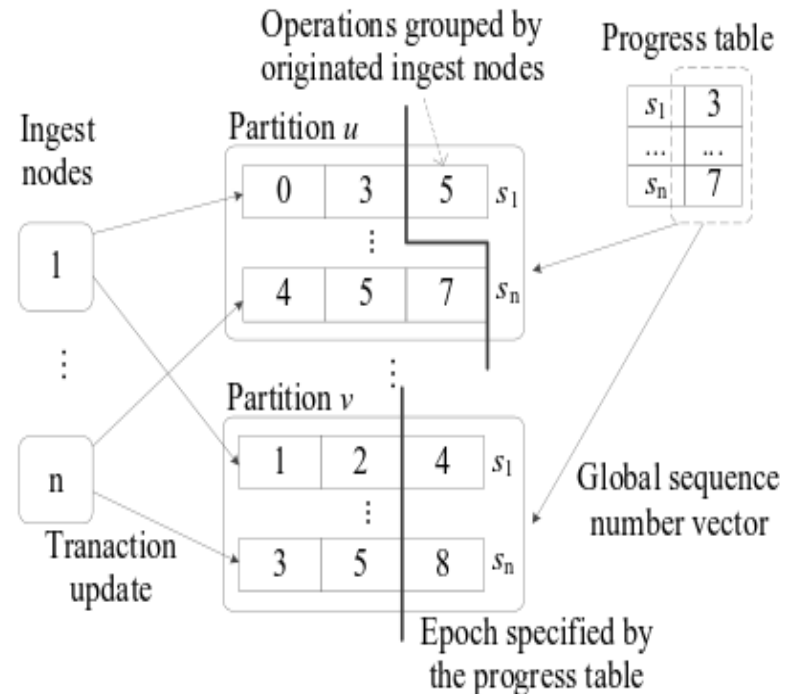 Operations grouped by
originated ingest nodes
Progress table
s1 3
... ...
sn 7
Ingest
nodes
1
⋮
n
Tranaction
update
Partition u
0 3 5 s1
⋮
4 5 7 sn
⋮
Partition v
1 2 4 s1
⋮
3 5 8 sn
Global sequence
number vector
Epoch specified by
the progress table